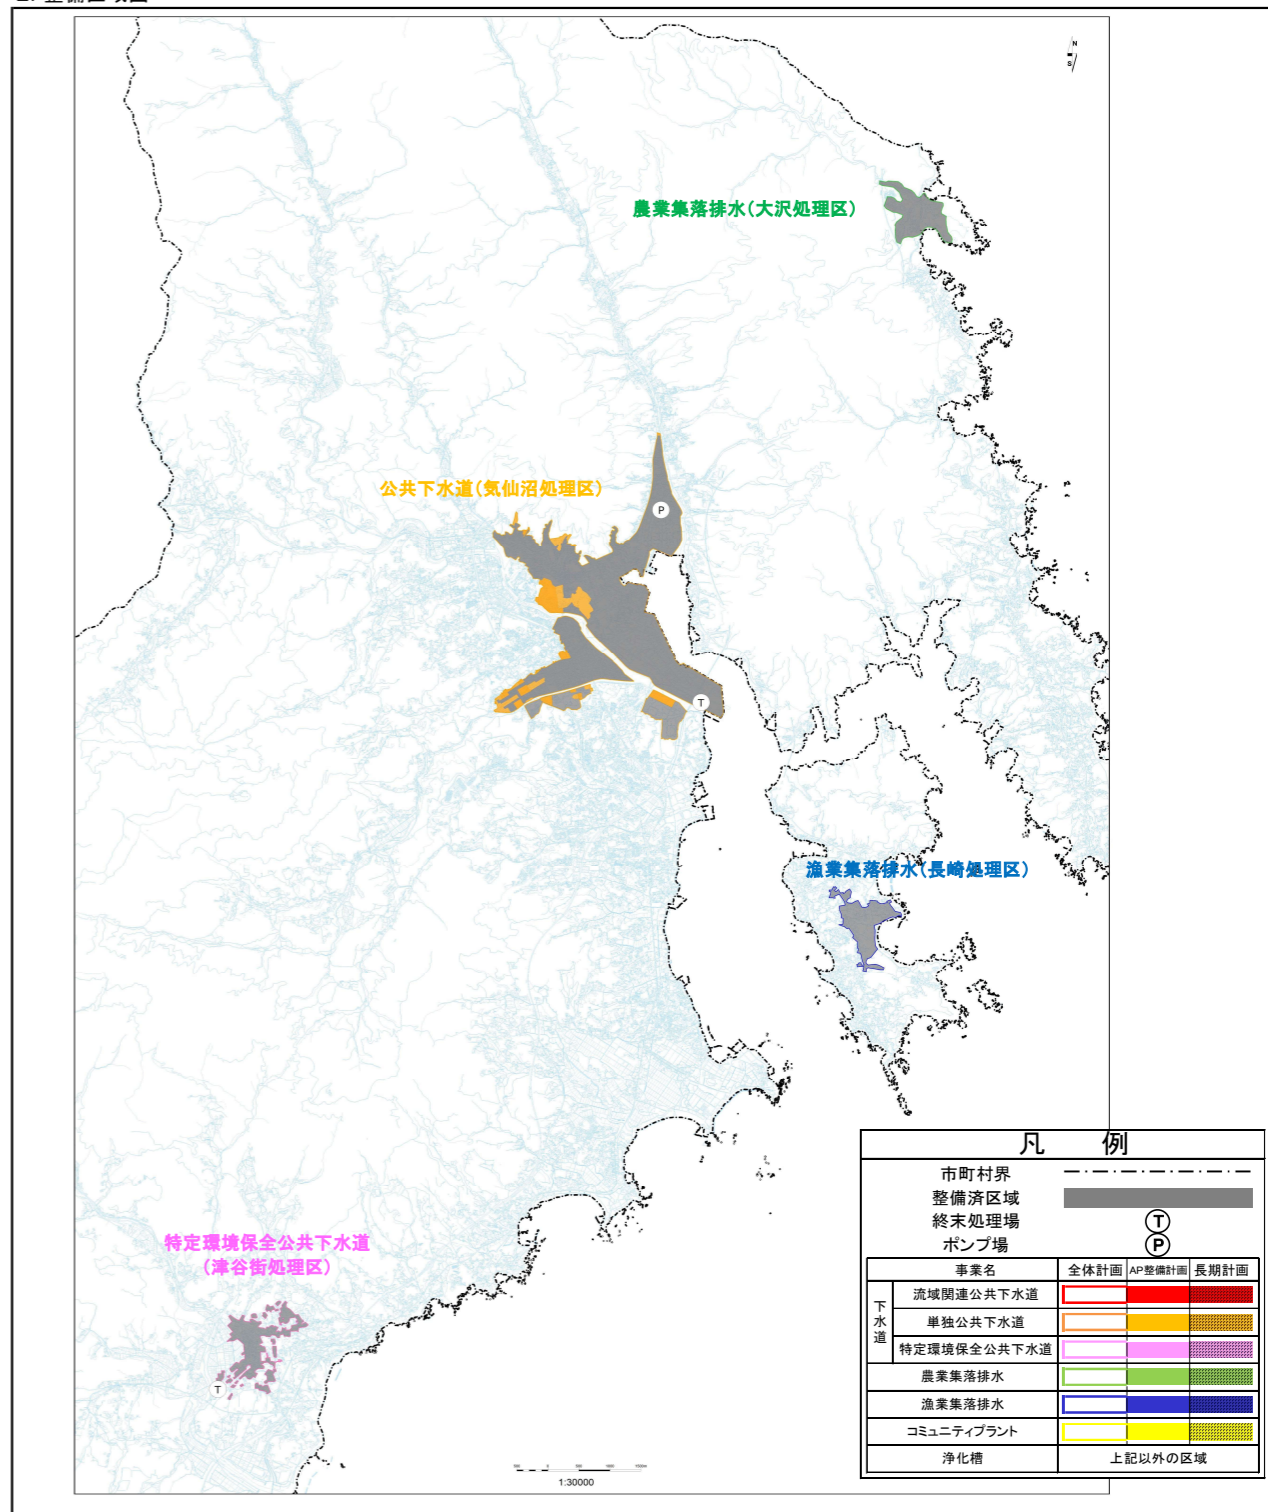 N
S
農業集落排水(大沢処理区)
公共下水道(気仙沼処理区)
P
T
漁業集落排水(長崎処理区)
特定環境保全公共下水道
(津谷街処理区)
T
1:30000
凡 例
市町村界
整備済区域
終末処理場 T
ポンプ場 P
事業名 全体計画 AP整備計画 長期計画
下水道
流域関連公共下水道
単独公共下水道
特定環境保全公共下水道
農業集落排水
漁業集落排水
コミュニティプラント
浄化槽 上記以外の区域